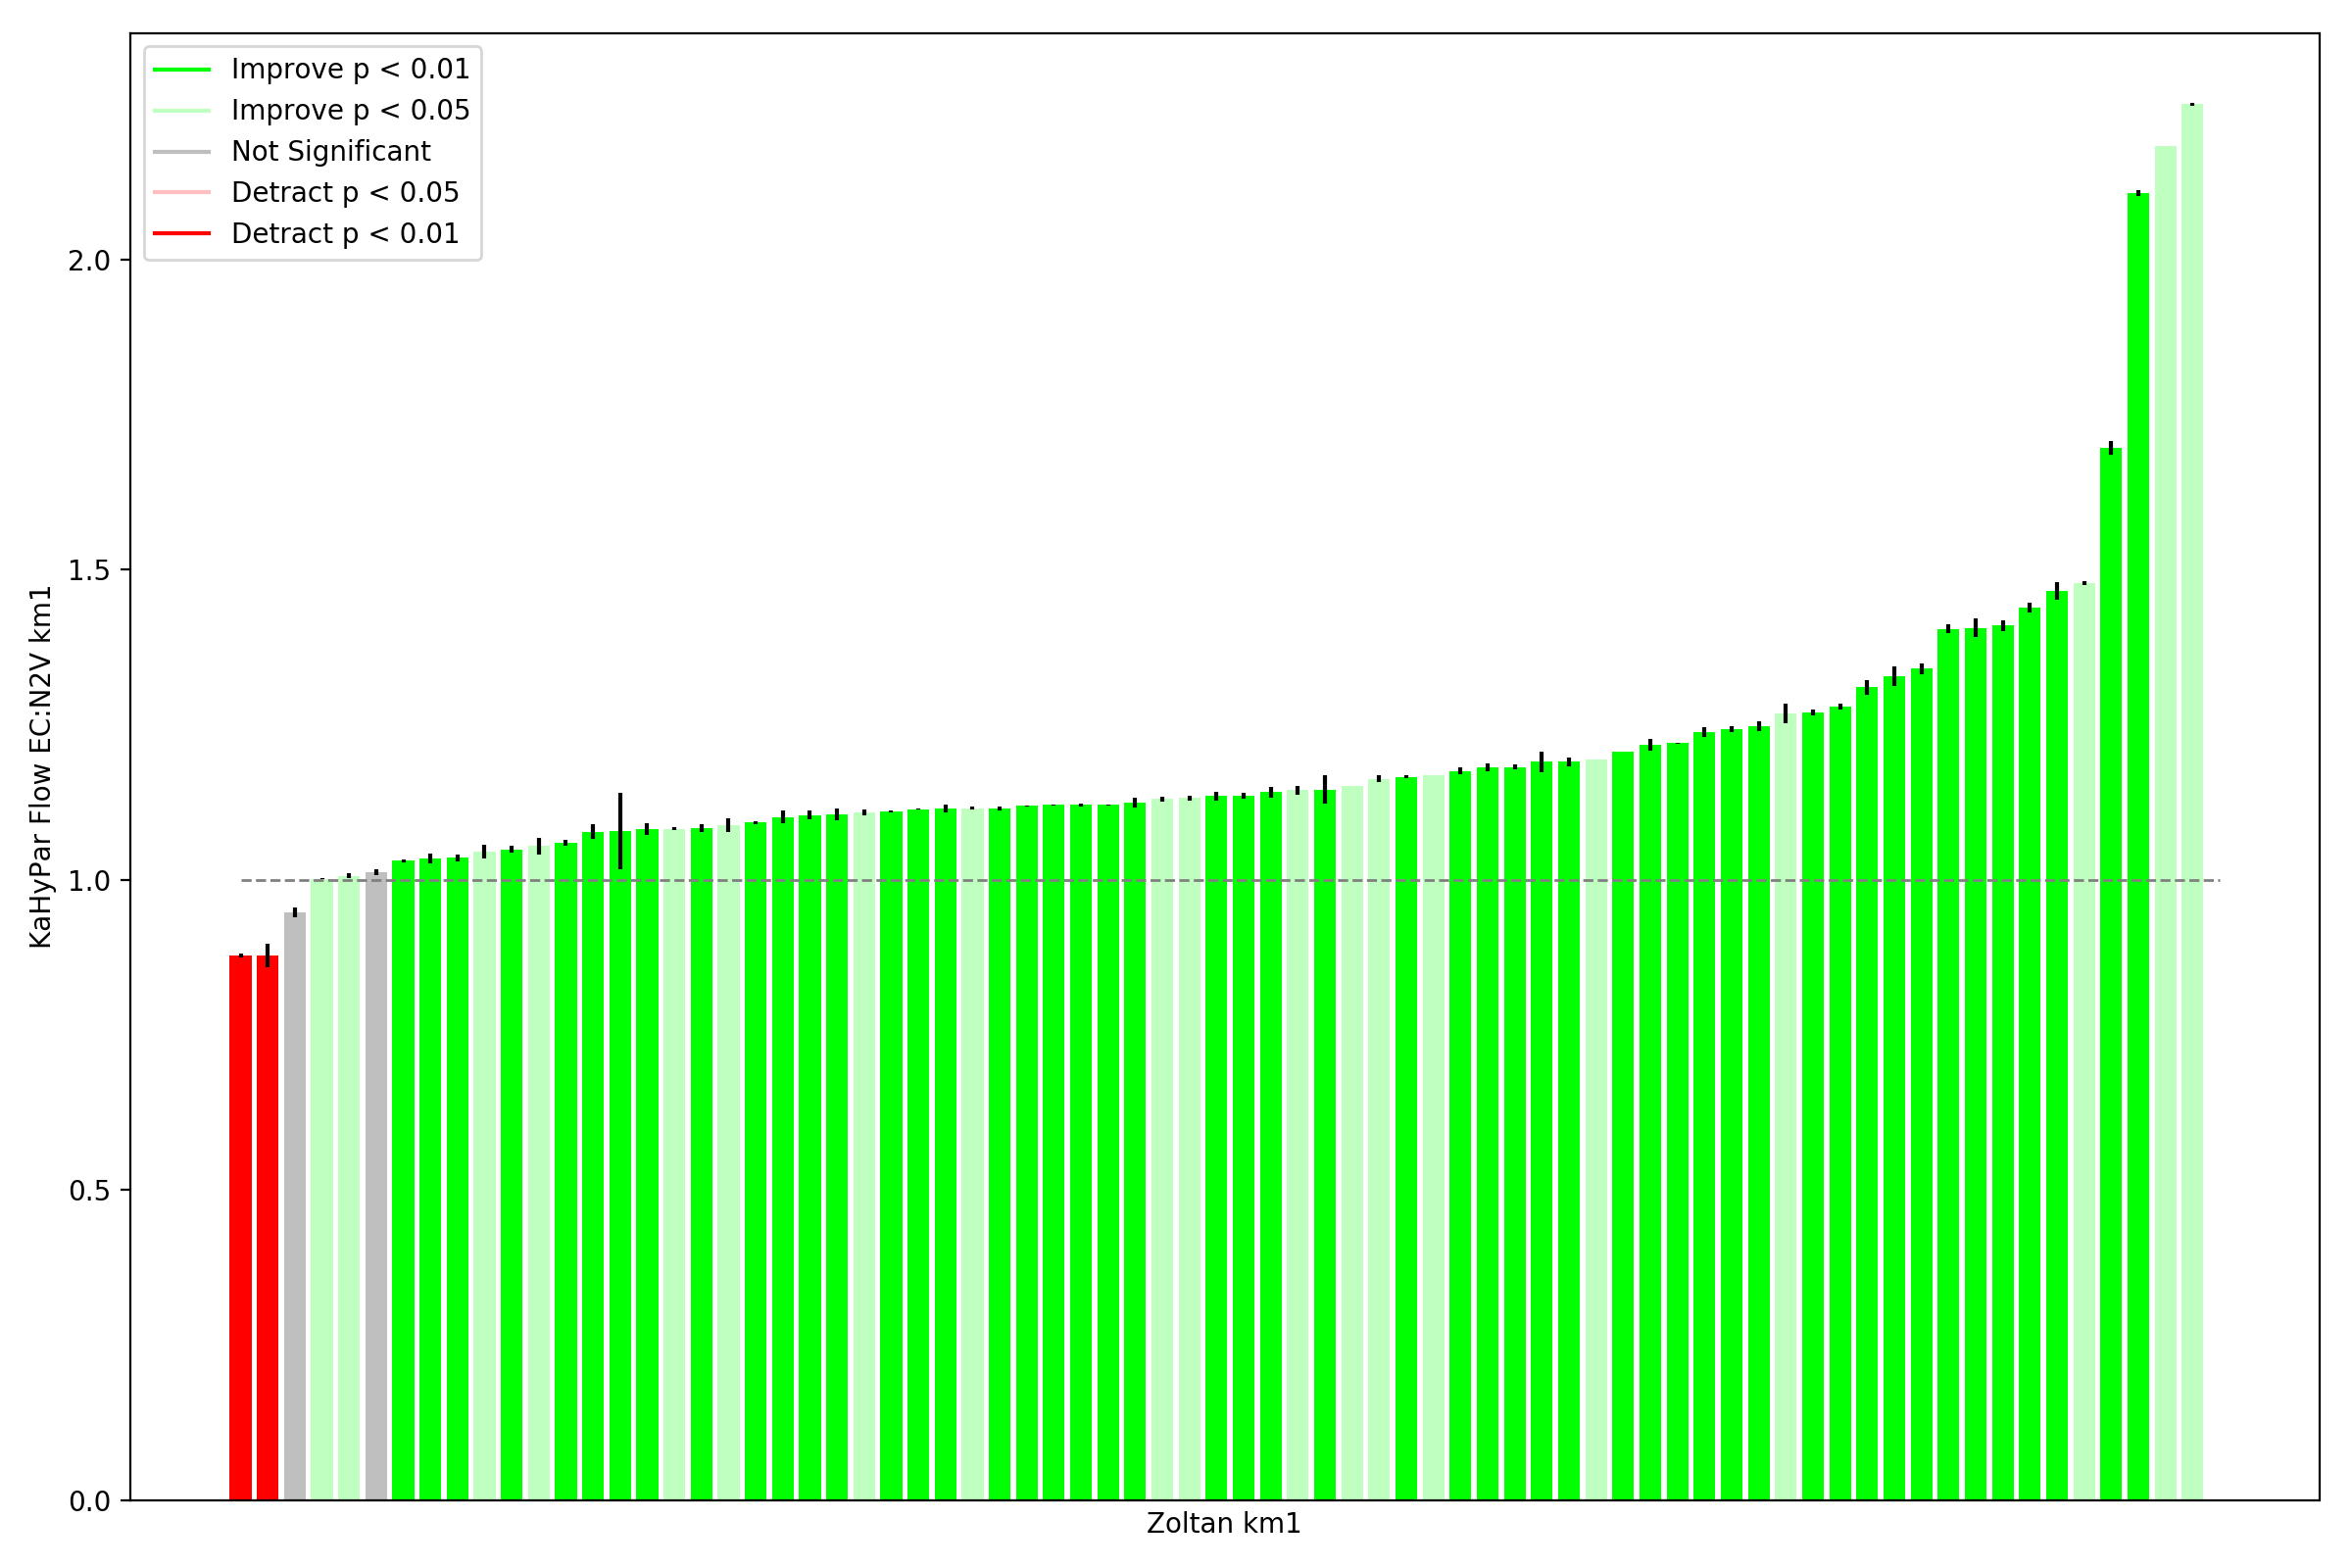 Improve p < 0.01
Improve p < 0.05
Not Significant
Detract p < 0.05
Detract p < 0.01
2.0
1.5
1.0
0.5
0.0
KaHyPar Flow EC:N2V km1
Zoltan km1